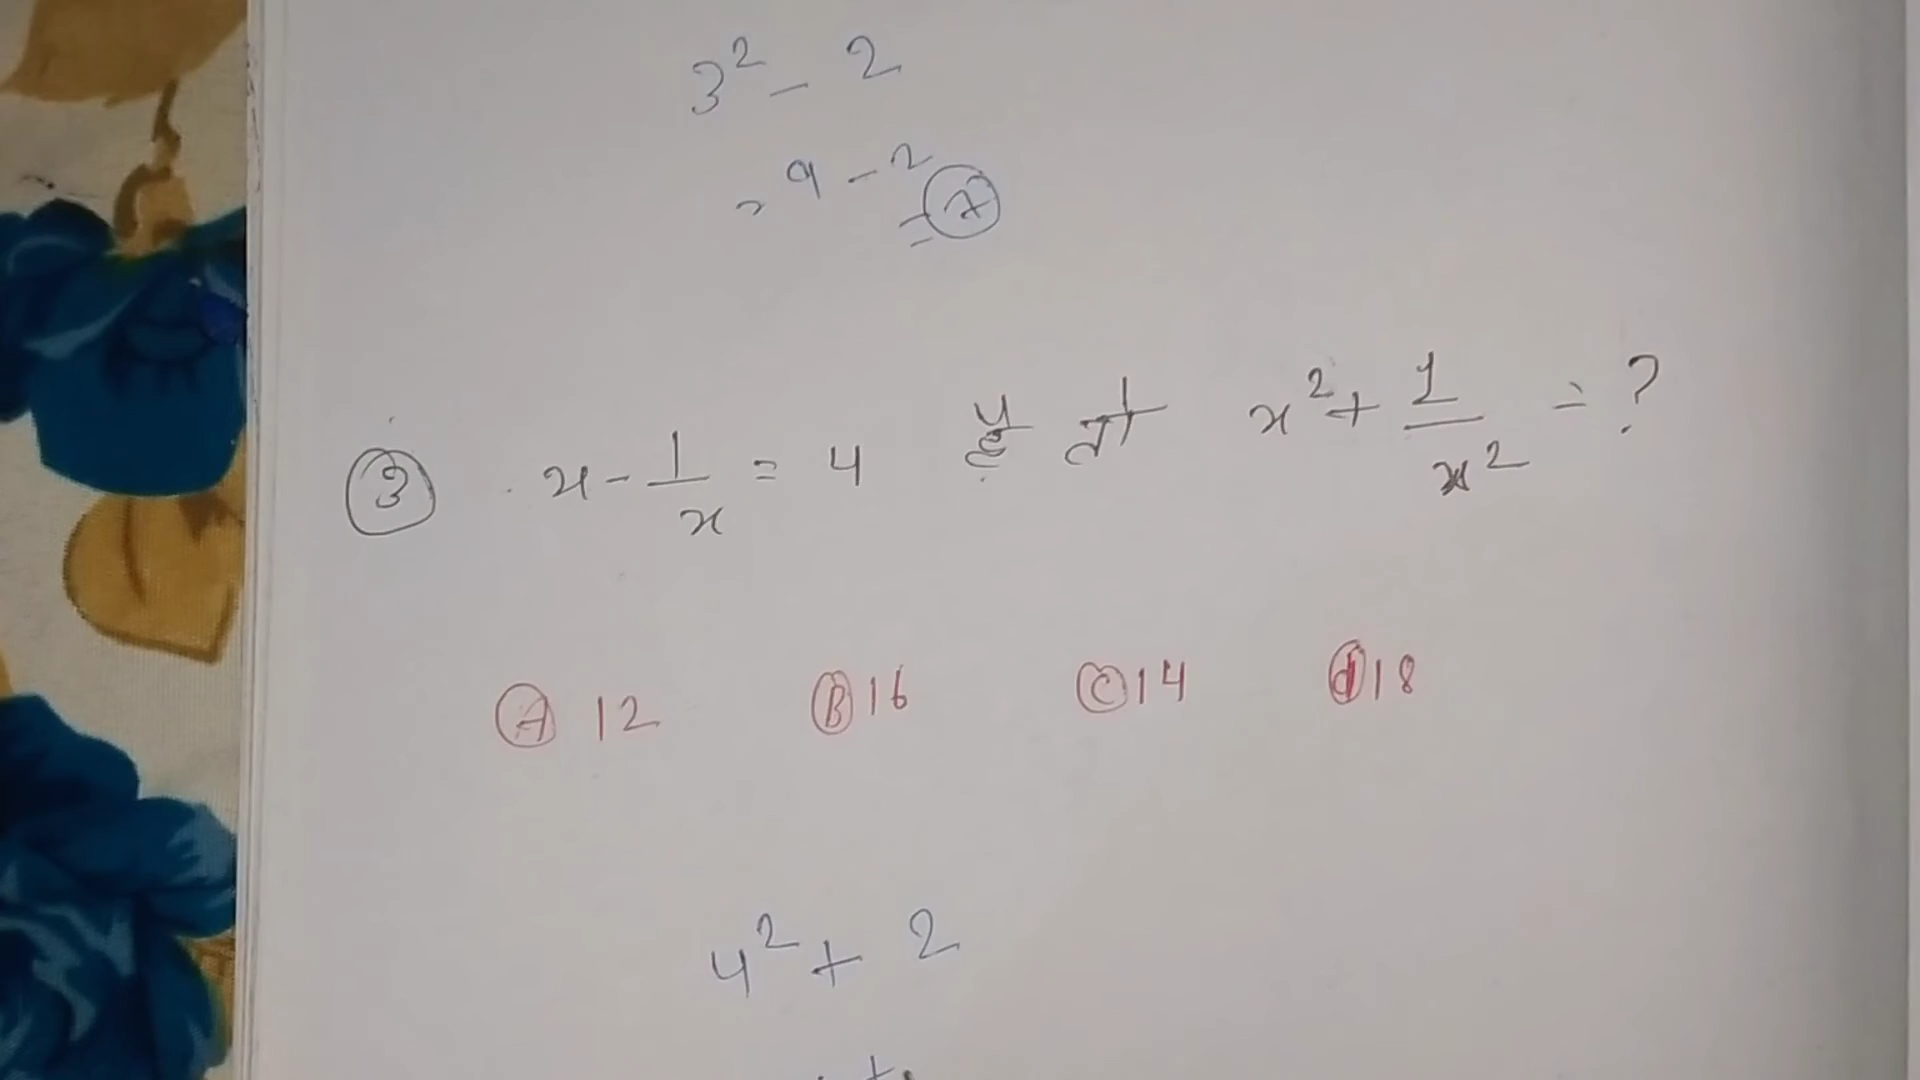 3² - 2
= 9 - 2
= 7
③ x - 1/x = 4 है तो x² + 1/x² = ?
Ⓐ 12 Ⓑ 16 Ⓒ 14 ⓓ 18
4² + 2